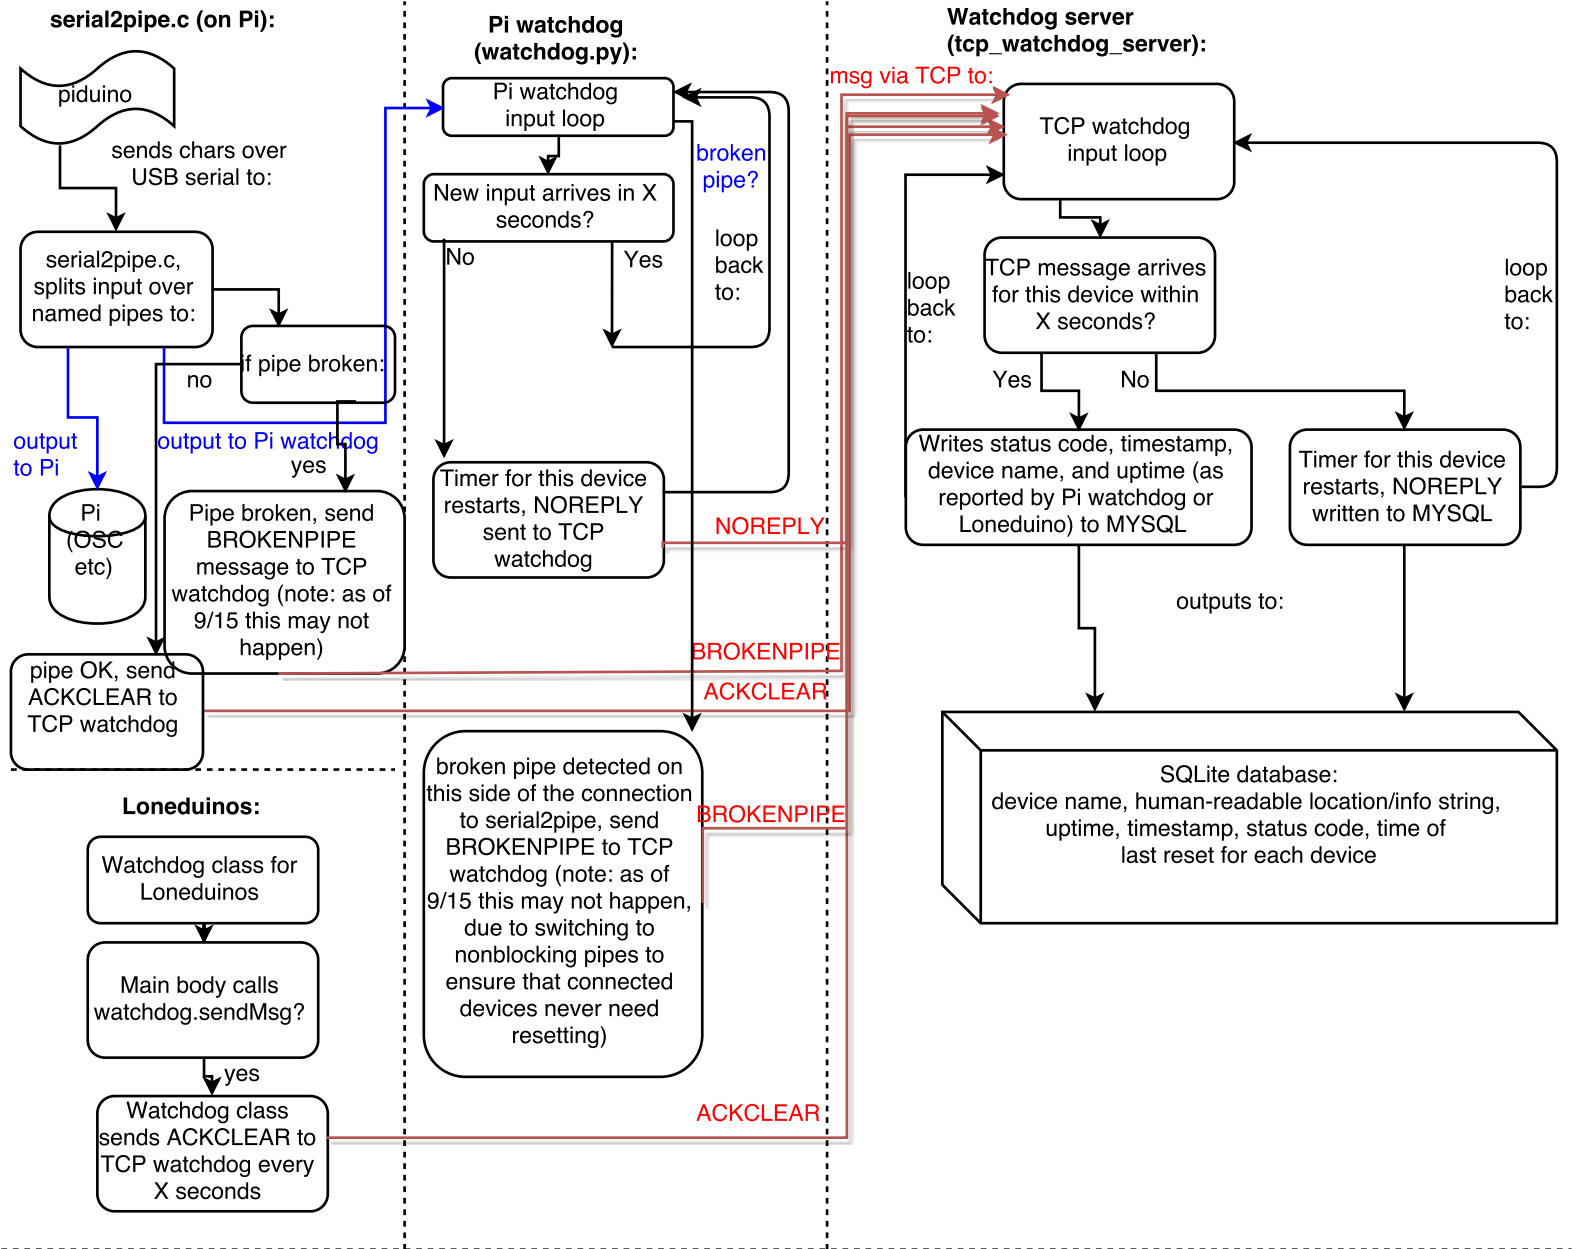 serial2pipe.c (on Pi):
piduino
sends chars over
USB serial to:
serial2pipe.c,
splits input over
named pipes to:
if pipe broken:
no
output
to Pi
output to Pi watchdog
yes
Pi
(OSC
etc)
Pipe broken, send
BROKENPIPE
message to TCP
watchdog (note: as of
9/15 this may not
happen)
pipe OK, send
ACKCLEAR to
TCP watchdog
Loneduinos:
Watchdog class for
Loneduinos
Main body calls
watchdog.sendMsg?
yes
Watchdog class
sends ACKCLEAR to
TCP watchdog every
X seconds
Pi watchdog
(watchdog.py):
Pi watchdog
input loop
broken
pipe?
New input arrives in X
seconds?
No
Yes
loop
back
to:
Timer for this device
restarts, NOREPLY
sent to TCP
watchdog
NOREPLY
BROKENPIPE
ACKCLEAR
broken pipe detected on
this side of the connection
to serial2pipe, send
BROKENPIPE to TCP
watchdog (note: as of
9/15 this may not happen,
due to switching to
nonblocking pipes to
ensure that connected
devices never need
resetting)
BROKENPIPE
ACKCLEAR
Watchdog server
(tcp_watchdog_server):
msg via TCP to:
TCP watchdog
input loop
TCP message arrives
for this device within
X seconds?
loop
back
to:
loop
back
to:
Yes
No
Writes status code, timestamp,
device name, and uptime (as
reported by Pi watchdog or
Loneduino) to MYSQL
Timer for this device
restarts, NOREPLY
written to MYSQL
outputs to:
SQLite database:
device name, human-readable location/info string,
uptime, timestamp, status code, time of
last reset for each device